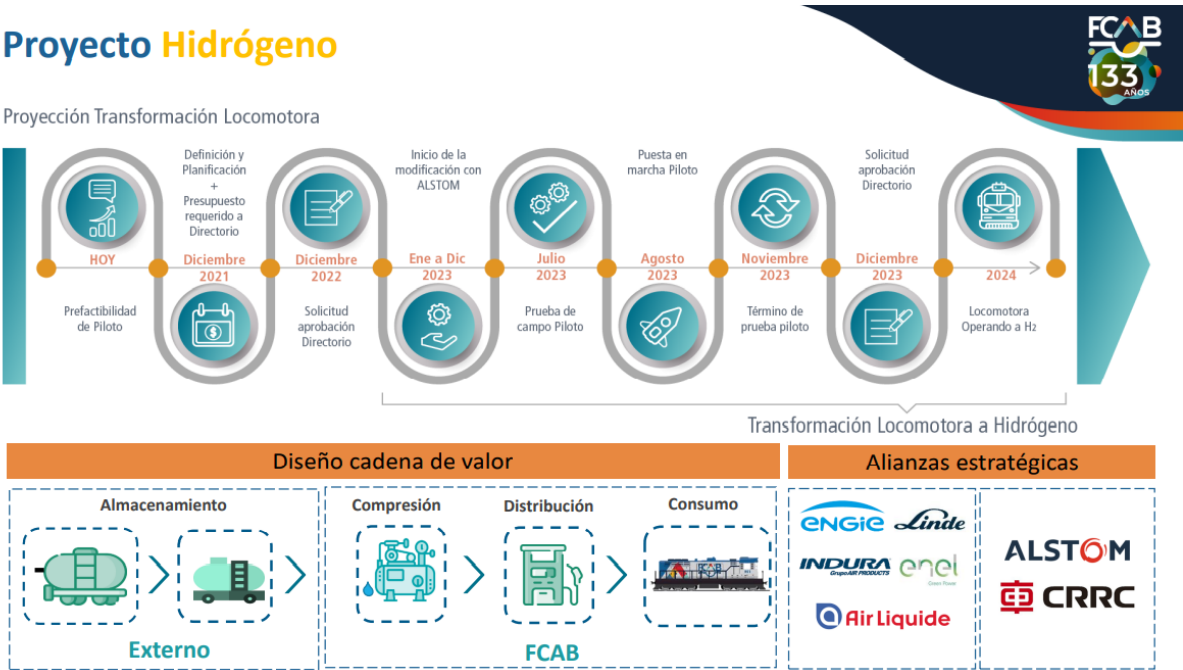 Proyecto Hidrógeno
FCAB
133
AÑOS
Proyección Transformación Locomotora
Definición y
Planificación
+
Presupuesto
requerido a
Directorio
Inicio de la
modificación con
ALSTOM
Puesta en
marcha Piloto
Solicitud
aprobación
Directorio
HOY
Diciembre
2021
Diciembre
2022
Ene a Dic
2023
Julio
2023
Agosto
2023
Noviembre
2023
Diciembre
2023
2024
Prefactibilidad
de Piloto
$
Solicitud
aprobación
Directorio
Prueba de
campo Piloto
Término de
prueba piloto
Locomotora
Operando a H2
Transformación Locomotora a Hidrógeno
Diseño cadena de valor
Alianzas estratégicas
Almacenamiento
Compresión
Distribución
Consumo
FCAB
Externo
FCAB
ENGIE
Linde
INDURA
Grupo AIR PRODUCTS
enel
Green Power
Air Liquide
ALSTOM
CRRC